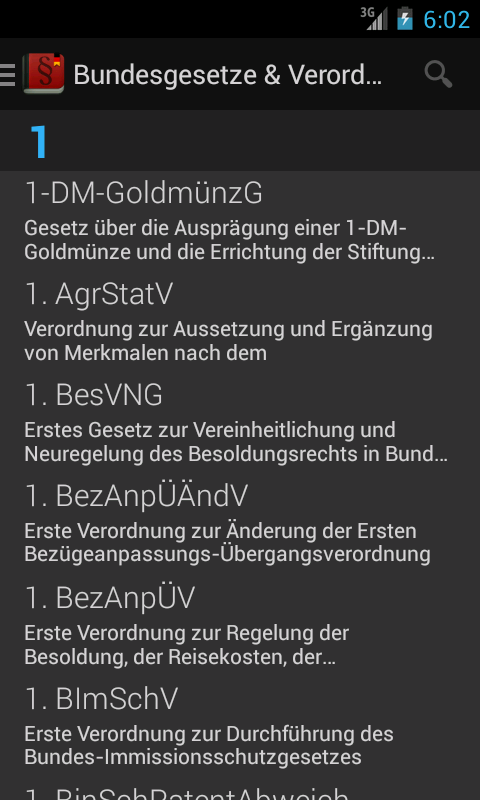 3G 6:02
§ Bundesgesetze & Verord…
1
1-DM-GoldmünzG
Gesetz über die Ausprägung einer 1-DM-
Goldmünze und die Errichtung der Stiftung…
1. AgrStatV
Verordnung zur Aussetzung und Ergänzung
von Merkmalen nach dem
1. BesVNG
Erstes Gesetz zur Vereinheitlichung und
Neuregelung des Besoldungsrechts in Bund…
1. BezAnpÜÄndV
Erste Verordnung zur Änderung der Ersten
Bezügeanpassungs-Übergangsverordnung
1. BezAnpÜV
Erste Verordnung zur Regelung der
Besoldung, der Reisekosten, der…
1. BImSchV
Erste Verordnung zur Durchführung des
Bundes-Immissionsschutzgesetzes
1. BinSchPatentAbweich